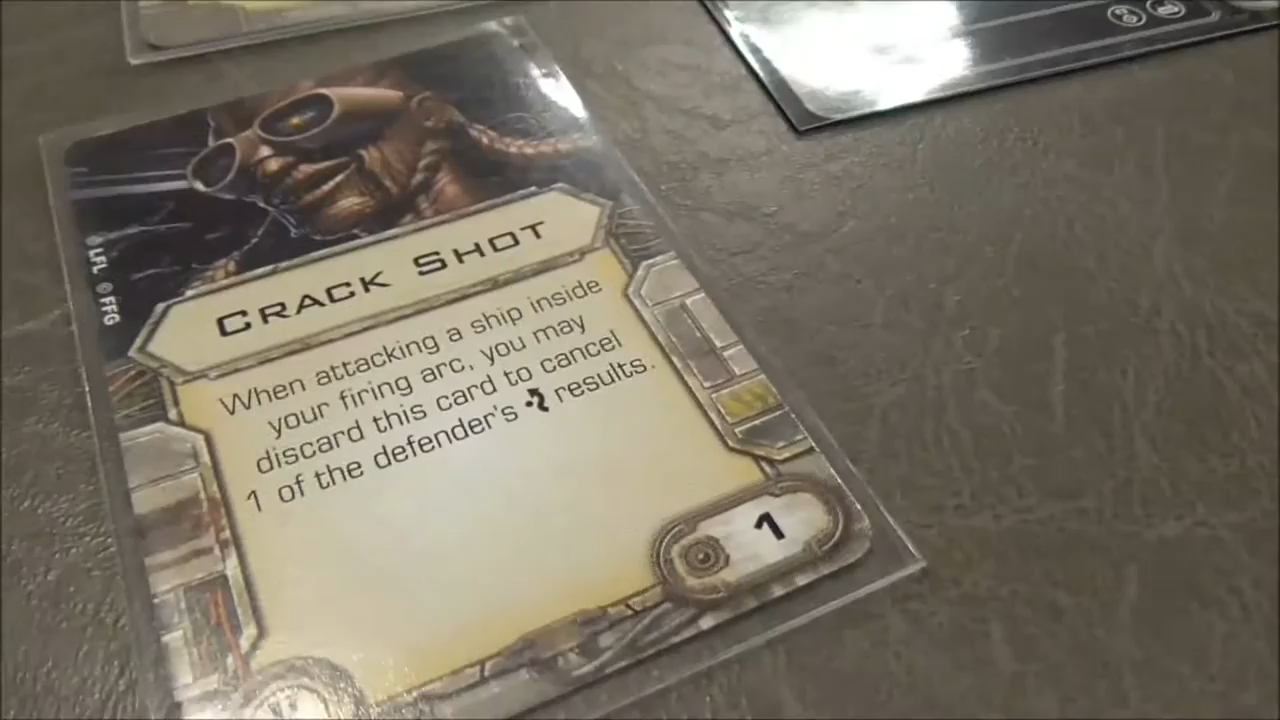 © LFL © FFG
CRACK SHOT
When attacking a ship inside
your firing arc, you may
discard this card to cancel
1 of the defender's results.
1